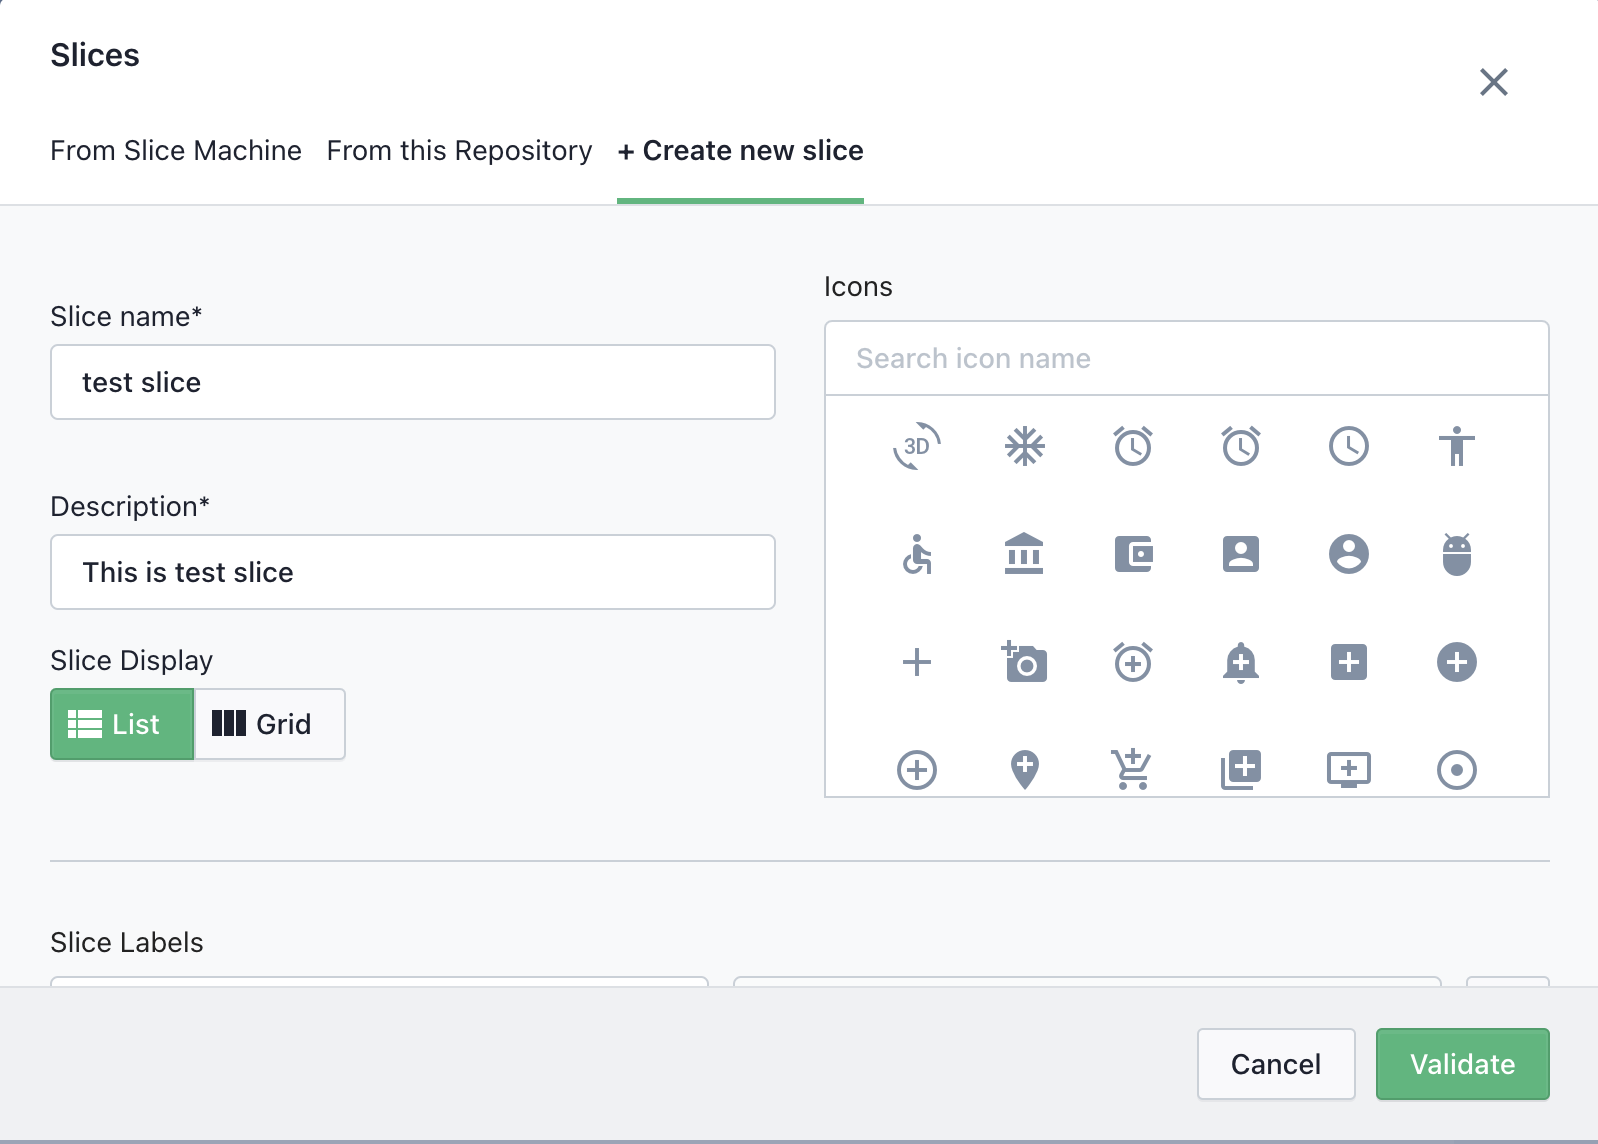 Slices
From Slice Machine
From this Repository
+ Create new slice
Slice name*
test slice
Description*
This is test slice
Slice Display
List
Grid
Icons
Search icon name
3D
Slice Labels
Cancel
Validate